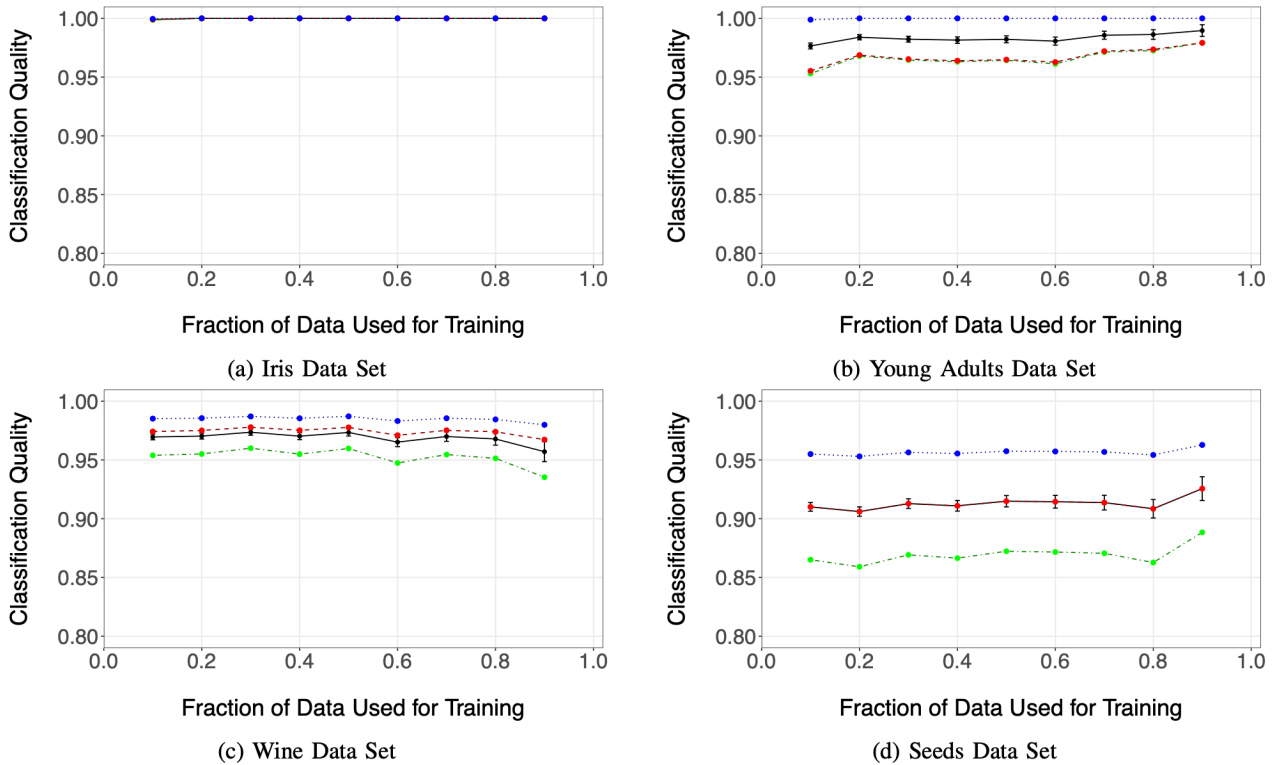 Classification Quality
1.00
0.95
0.90
0.85
0.80
0.0 0.2 0.4 0.6 0.8 1.0
Fraction of Data Used for Training
(a) Iris Data Set
Classification Quality
1.00
0.95
0.90
0.85
0.80
0.0 0.2 0.4 0.6 0.8 1.0
Fraction of Data Used for Training
(b) Young Adults Data Set
Classification Quality
1.00
0.95
0.90
0.85
0.80
0.0 0.2 0.4 0.6 0.8 1.0
Fraction of Data Used for Training
(c) Wine Data Set
Classification Quality
1.00
0.95
0.90
0.85
0.80
0.0 0.2 0.4 0.6 0.8 1.0
Fraction of Data Used for Training
(d) Seeds Data Set